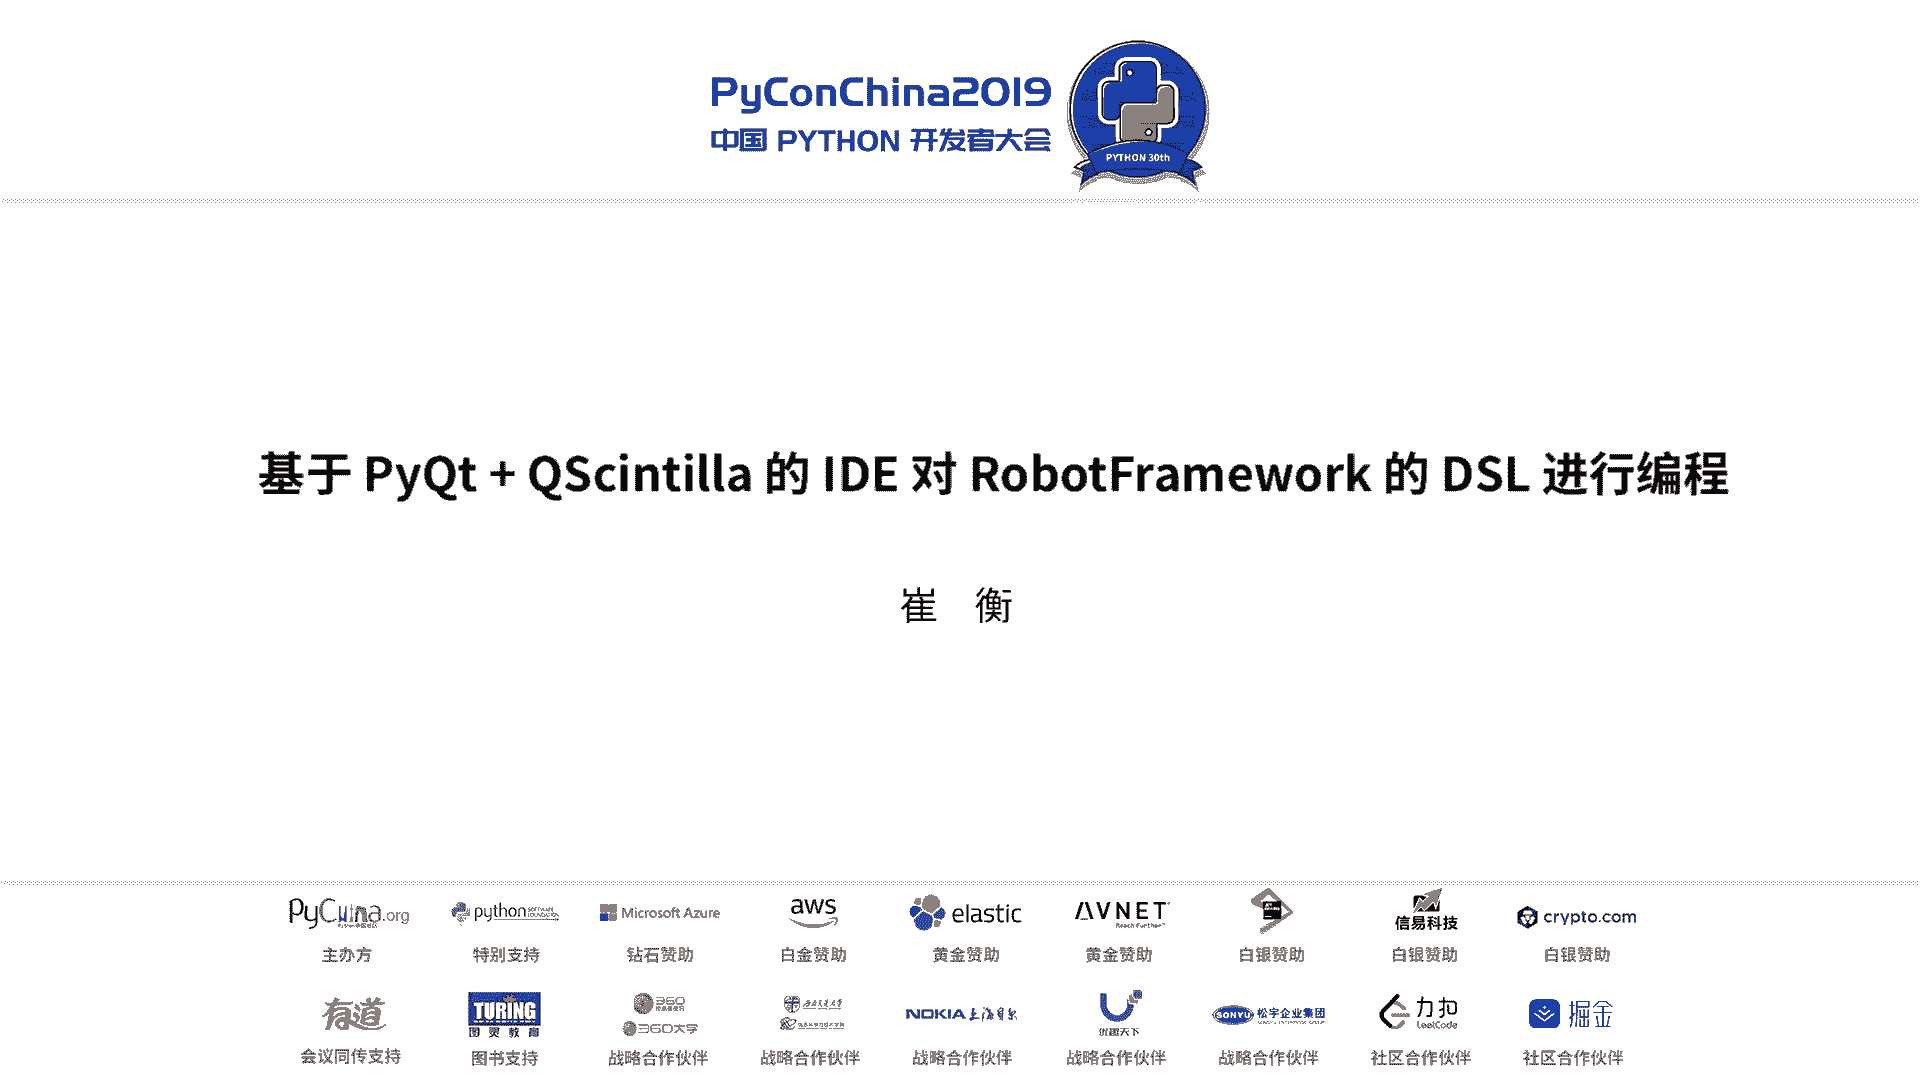 PyConChina2019
中国 PYTHON 开发者大会
PYTHON 30th
基于 PyQt + QScintilla 的 IDE 对 RobotFramework 的 DSL 进行编程
崔 衡
PyChina.org
python
Microsoft Azure
aws
elastic
AVNET
Reach Further™
信易科技
crypto.com
主办方
特别支持
钻石赞助
白金赞助
黄金赞助
黄金赞助
白银赞助
白银赞助
白银赞助
有道
TURING
图灵教育
360
360大学
NOKIA 上海贝尔
优趣天下
SONYU 松宇企业集团
力扣
LeetCode
掘金
会议同传支持
图书支持
战略合作伙伴
战略合作伙伴
战略合作伙伴
战略合作伙伴
战略合作伙伴
社区合作伙伴
社区合作伙伴